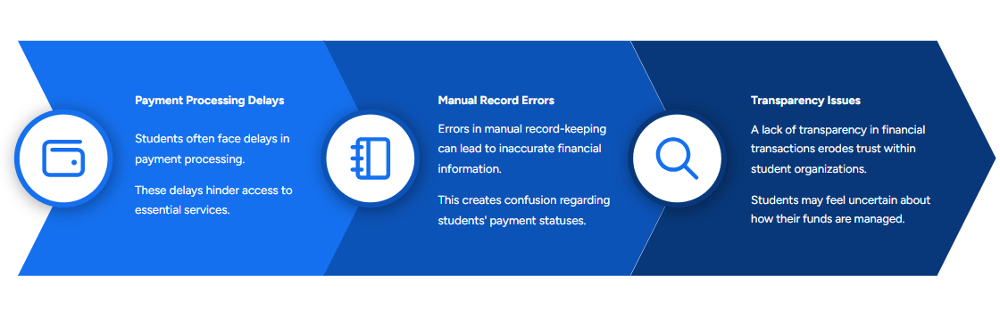 Payment Processing Delays
Students often face delays in
payment processing.
These delays hinder access to
essential services.
Manual Record Errors
Errors in manual record-keeping
can lead to inaccurate financial
information.
This creates confusion regarding
students' payment statuses.
Transparency Issues
A lack of transparency in financial
transactions erodes trust within
student organizations.
Students may feel uncertain about
how their funds are managed.